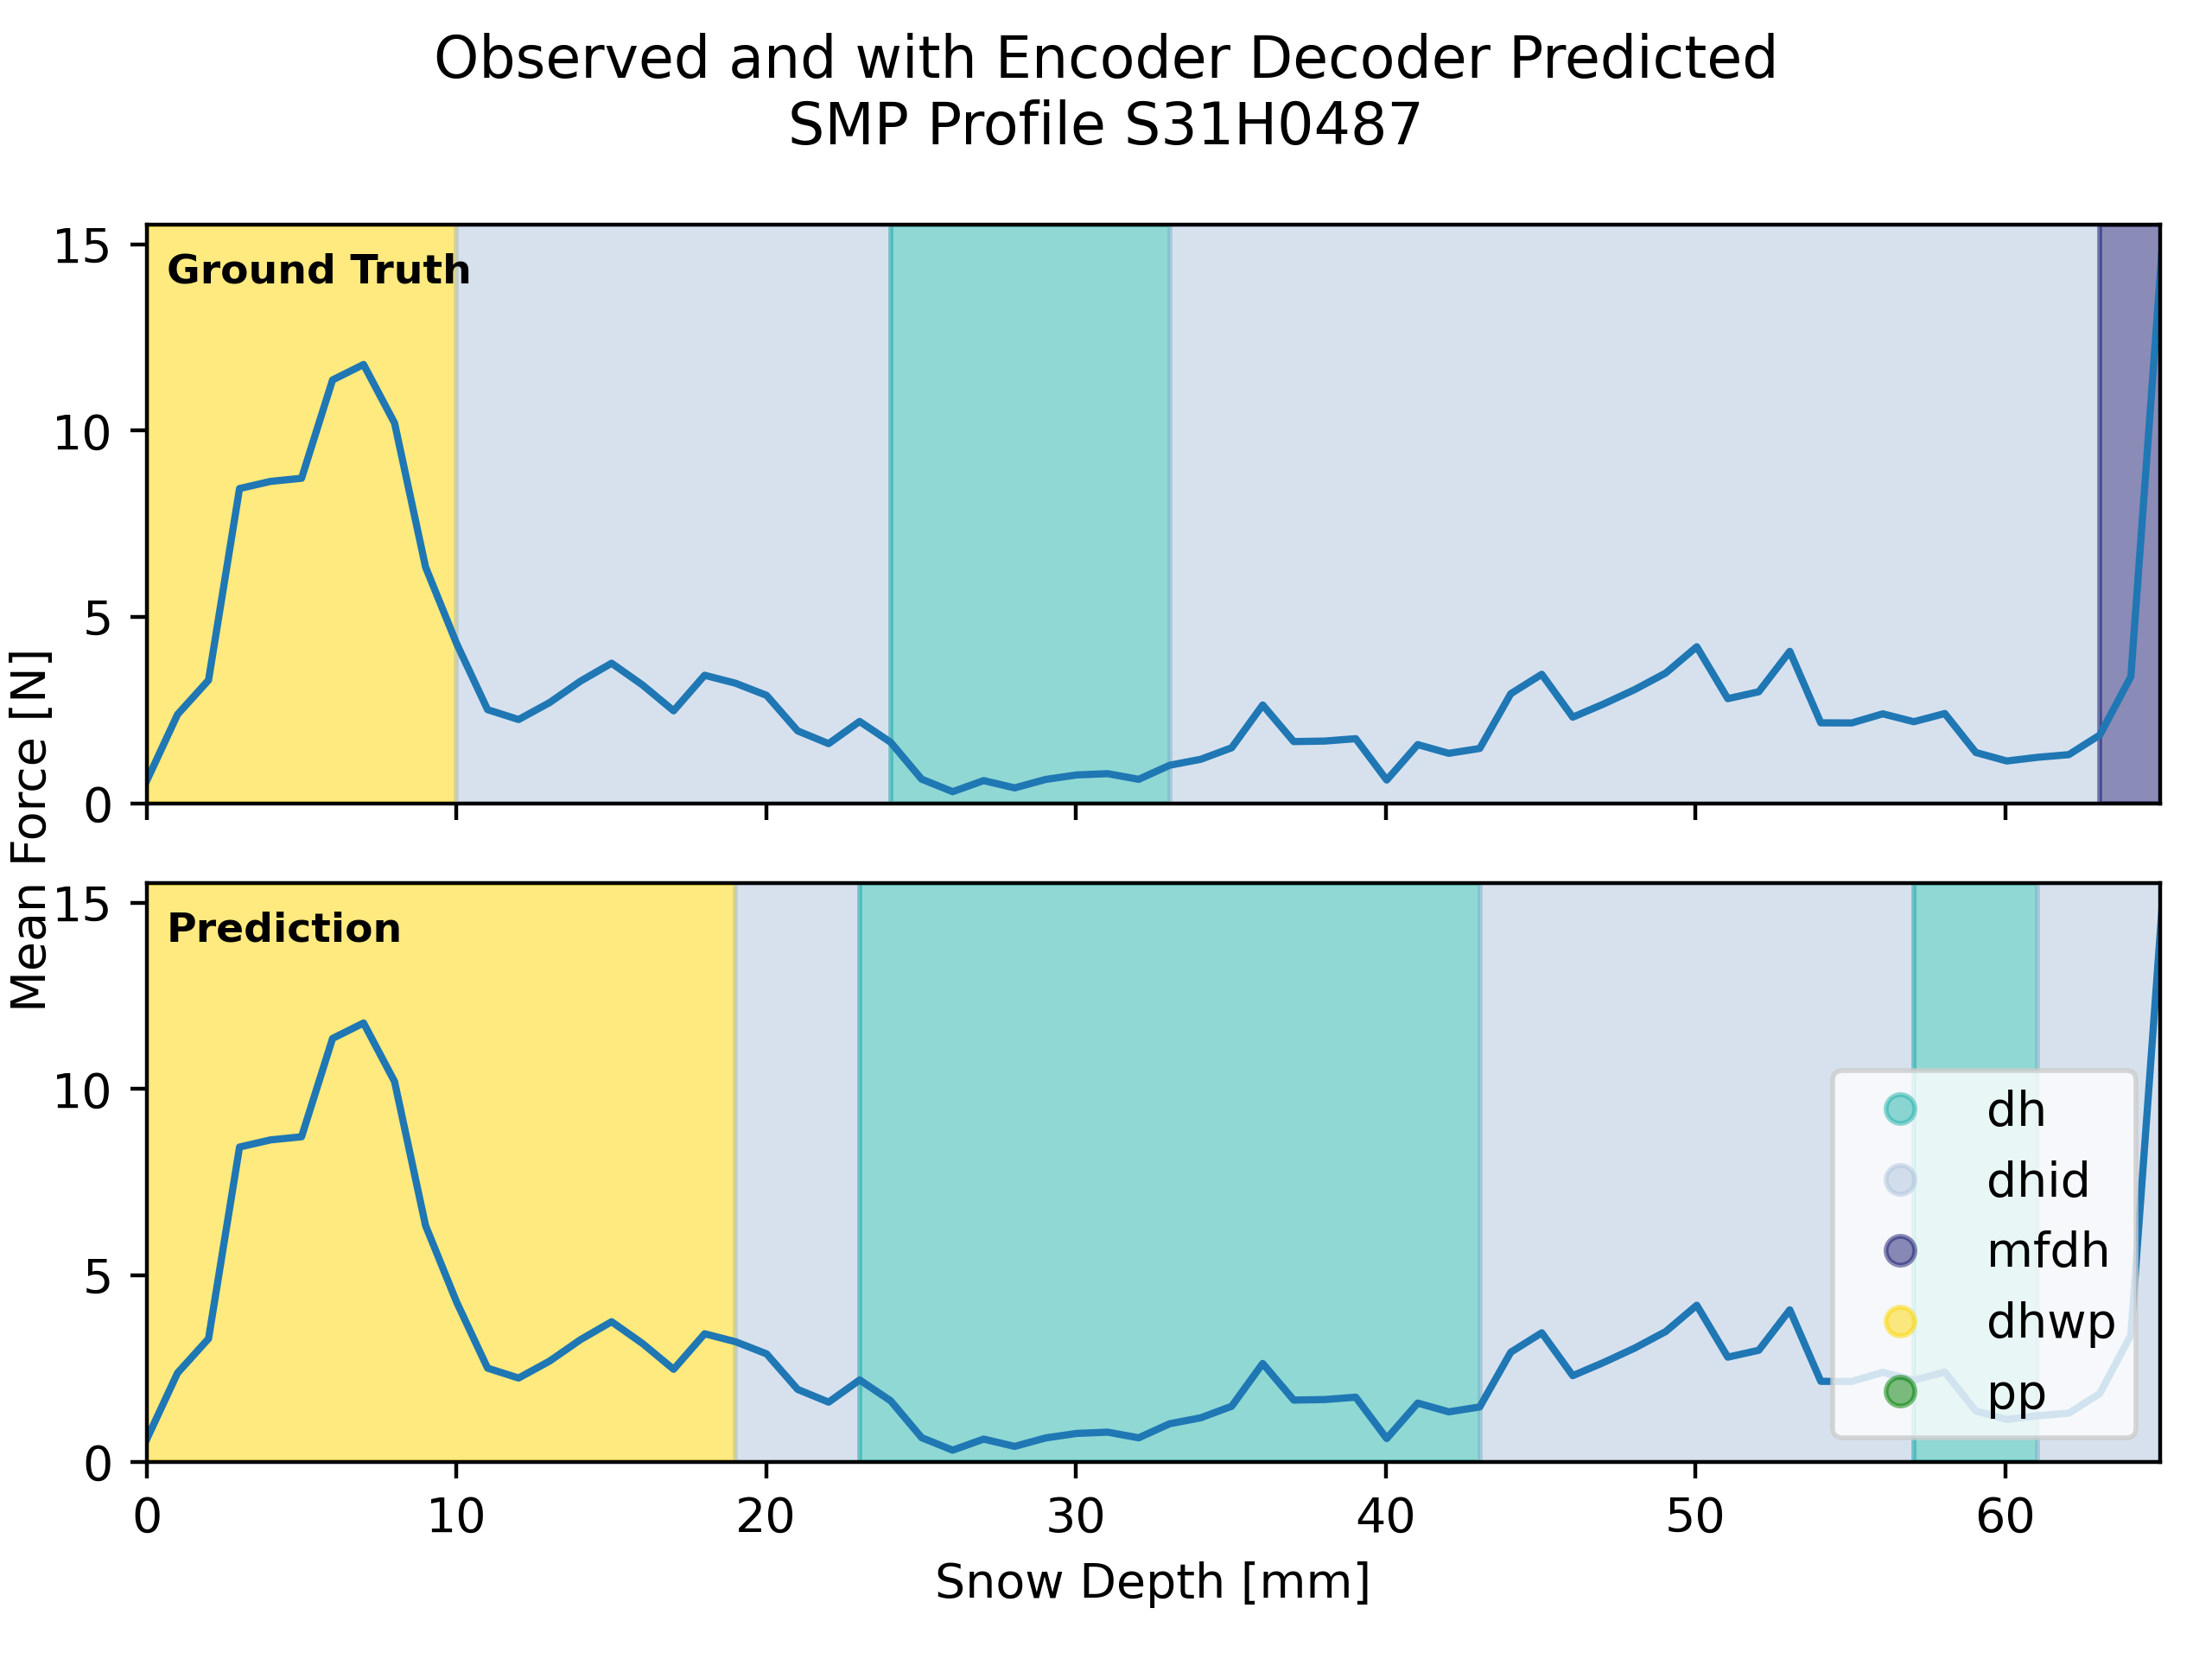 Observed and with Encoder Decoder Predicted
SMP Profile S31H0487
Mean Force [N]
15
10
5
0
Ground Truth
15
10
5
0
Prediction
dh
dhid
mfdh
dhwp
pp
0 10 20 30 40 50 60
Snow Depth [mm]